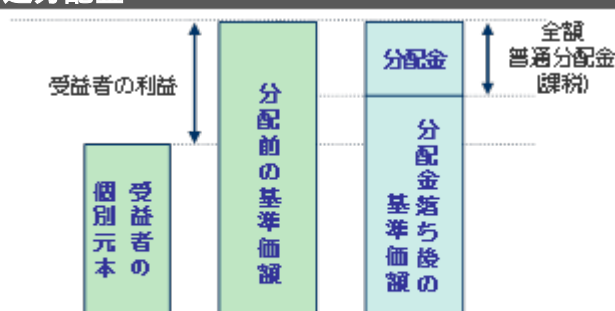 全額
普通分配金
(課税)
受益者の利益
分配金
分配前の基準価額
分配金落ち後の
基準価額
受益者の
個別元本